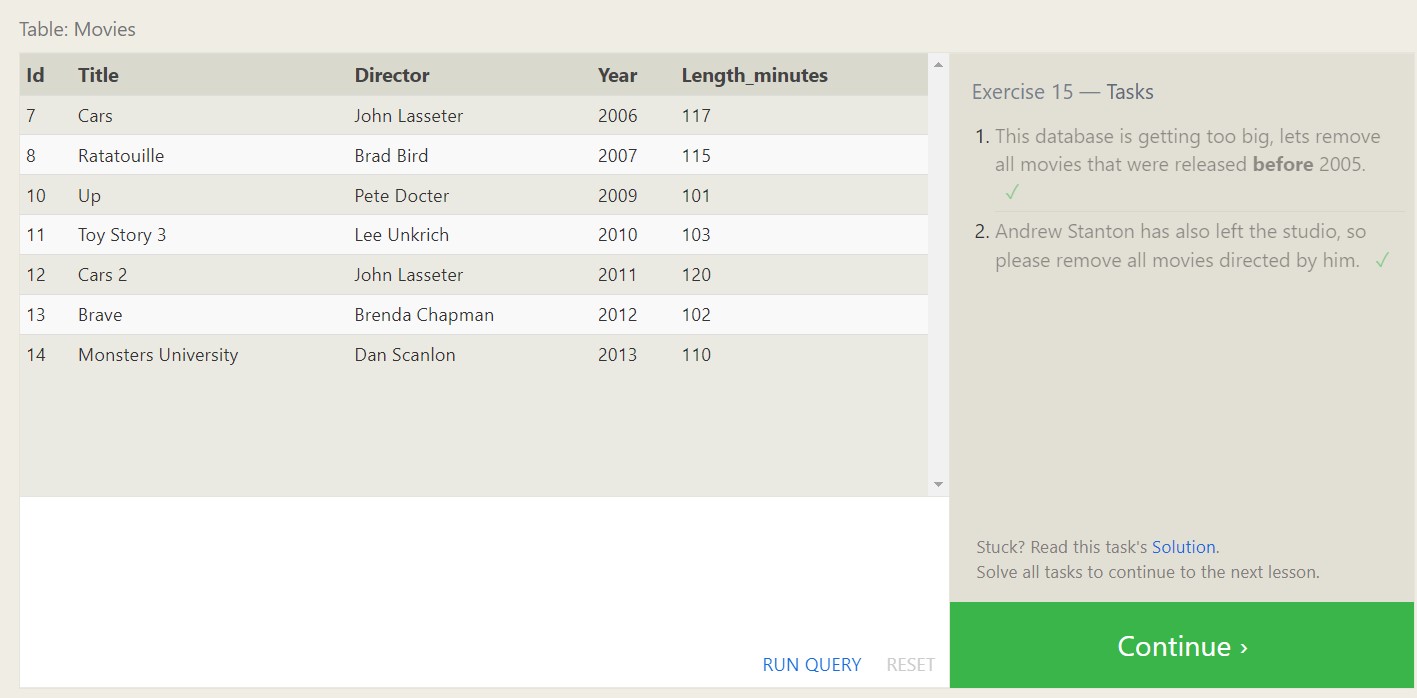 Table: Movies
Id Title Director Year Length_minutes
7 Cars John Lasseter 2006 117
8 Ratatouille Brad Bird 2007 115
10 Up Pete Docter 2009 101
11 Toy Story 3 Lee Unkrich 2010 103
12 Cars 2 John Lasseter 2011 120
13 Brave Brenda Chapman 2012 102
14 Monsters University Dan Scanlon 2013 110
RUN QUERY RESET
Exercise 15 — Tasks
1. This database is getting too big, lets remove
all movies that were released before 2005.
✓
2. Andrew Stanton has also left the studio, so
please remove all movies directed by him. ✓
Stuck? Read this task's Solution.
Solve all tasks to continue to the next lesson.
Continue ›